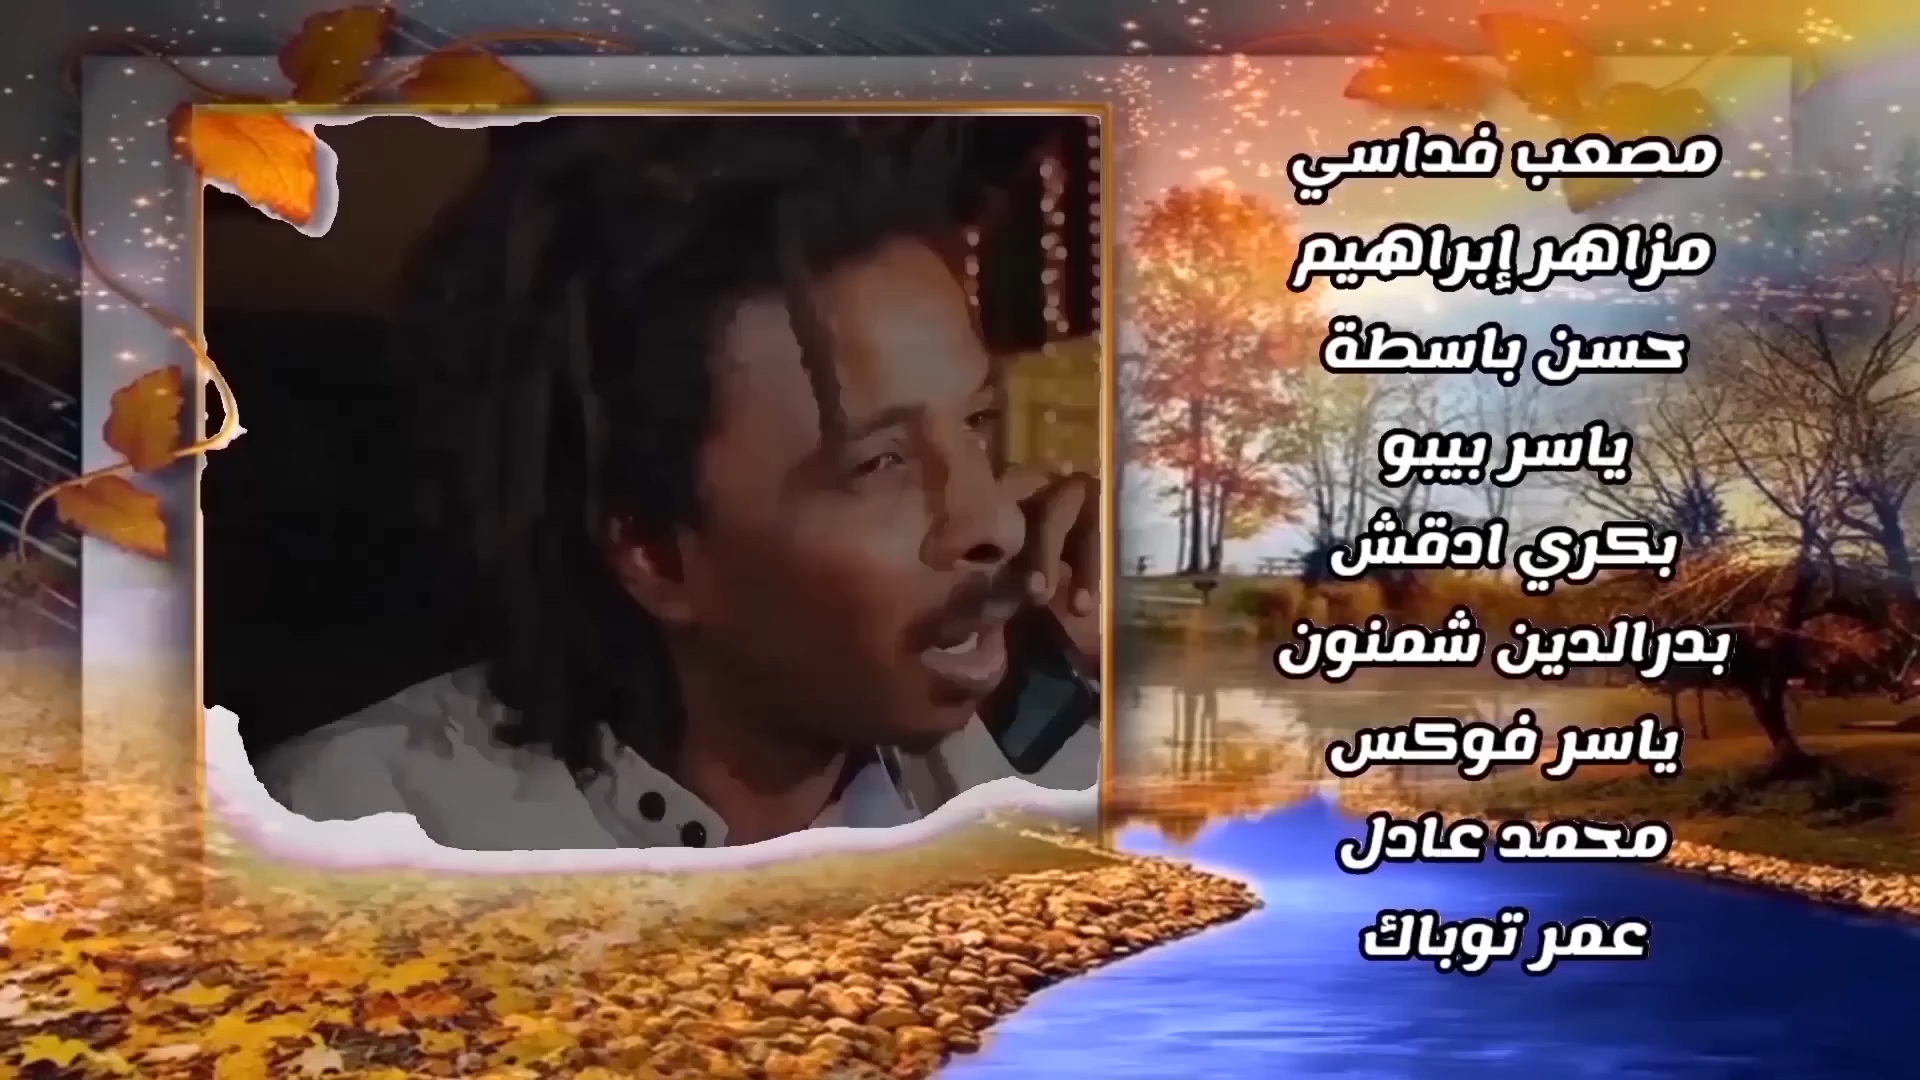 مصعب فداسي
مزاهر إبراهيم
حسن باسطة
ياسر بيبو
بكري ادقش
بدرالدين شمنون
ياسر فوكس
محمد عادل
عمر توباك